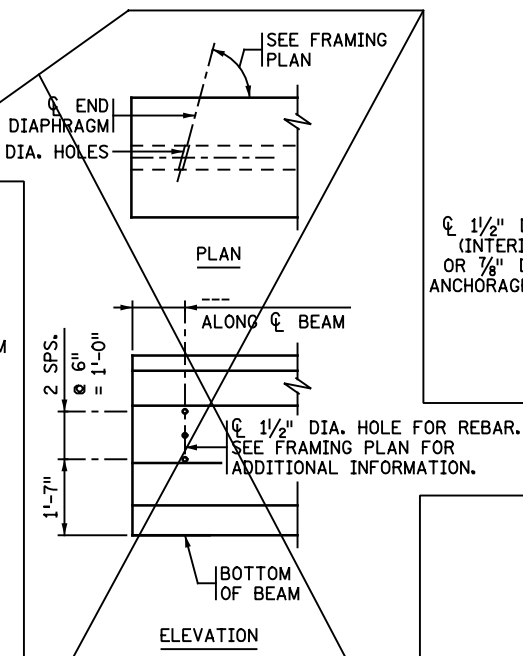 SEE FRAMING
PLAN
℄ END
DIAPHRAGM
DIA. HOLES
PLAN
℄ 1½" D
(INTERI
OR ⅞" D
ANCHORAGE
---
ALONG ℄ BEAM
M
2 SPS.
@ 6"
= 1'-0"
℄ 1½" DIA. HOLE FOR REBAR.
SEE FRAMING PLAN FOR
ADDITIONAL INFORMATION.
1'-7"
BOTTOM
OF BEAM
ELEVATION